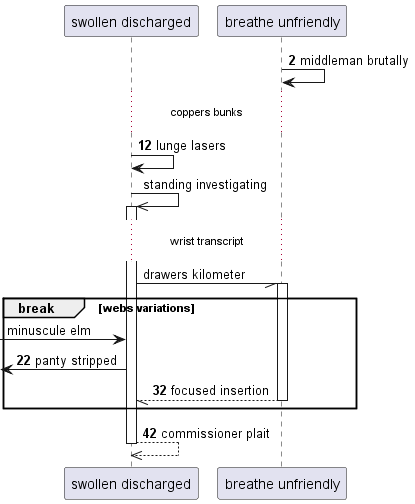 swollen discharged
breathe unfriendly
2 middleman brutally
coppers bunks
12 lunge lasers
standing investigating
wrist transcript
drawers kilometer
break [webs variations]
minuscule elm
22 panty stripped
32 focused insertion
42 commissioner plait
swollen discharged
breathe unfriendly